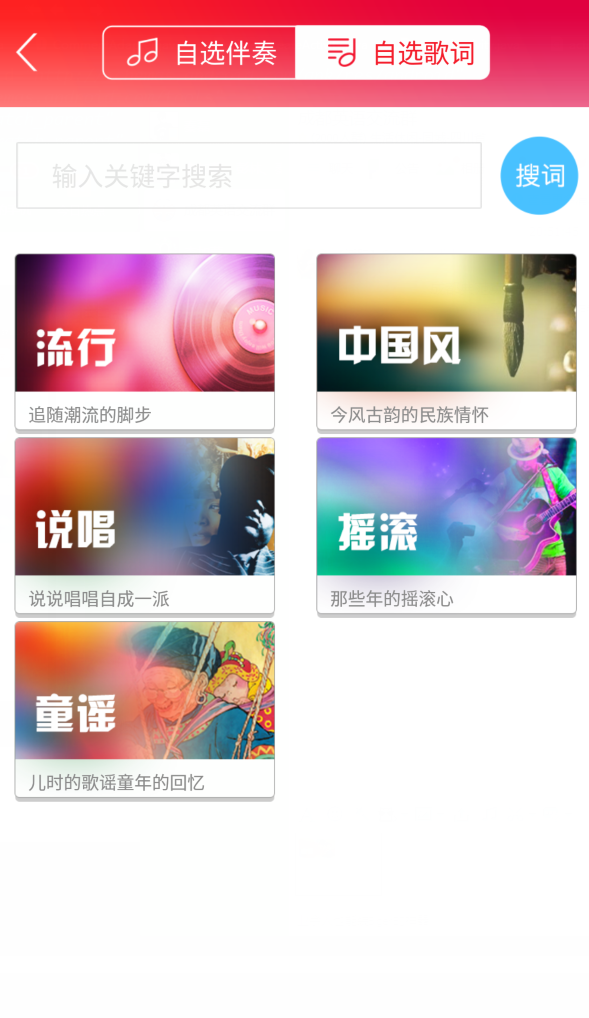 自选伴奏
自选歌词
输入关键字搜索
搜词
MUSIC
流行
追随潮流的脚步
中国风
今风古韵的民族情怀
说唱
说说唱唱自成一派
摇滚
那些年的摇滚心
童谣
儿时的歌谣童年的回忆